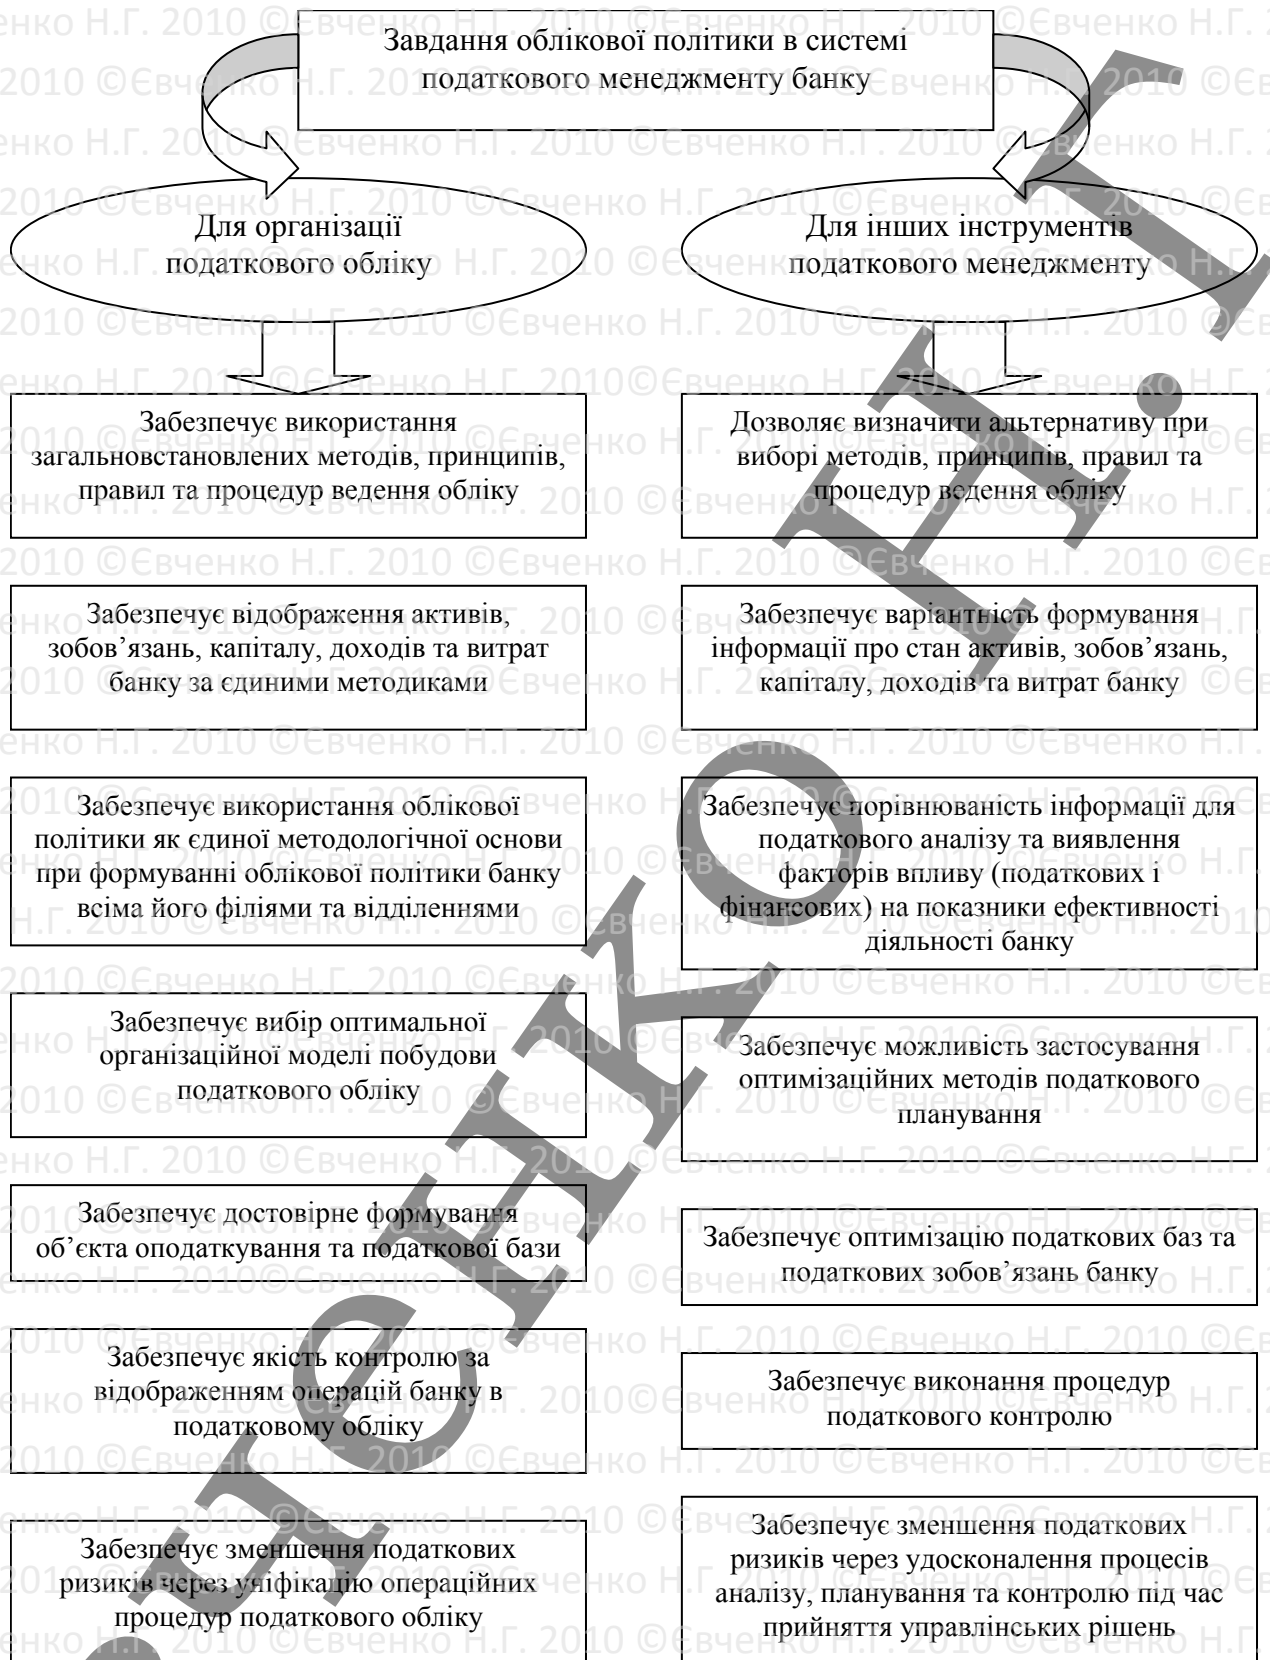 Завдання облікової політики в системі
податкового менеджменту банку
Для організації
податкового обліку
Для інших інструментів
податкового менеджменту
Забезпечує використання
загальновстановлених методів, принципів,
правил та процедур ведення обліку
Дозволяє визначити альтернативу при
виборі методів, принципів, правил та
процедур ведення обліку
Забезпечує відображення активів,
зобов’язань, капіталу, доходів та витрат
банку за єдиними методиками
Забезпечує варіантність формування
інформації про стан активів, зобов’язань,
капіталу, доходів та витрат банку
Забезпечує використання облікової
політики як єдиної методологічної основи
при формуванні облікової політики банку
всіма його філіями та відділеннями
Забезпечує порівнюваність інформації для
податкового аналізу та виявлення
факторів впливу (податкових і
фінансових) на показники ефективності
діяльності банку
Забезпечує вибір оптимальної
організаційної моделі побудови
податкового обліку
Забезпечує можливість застосування
оптимізаційних методів податкового
планування
Забезпечує достовірне формування
об’єкта оподаткування та податкової бази
Забезпечує оптимізацію податкових баз та
податкових зобов’язань банку
Забезпечує якість контролю за
відображенням операцій банку в
податковому обліку
Забезпечує виконання процедур
податкового контролю
Забезпечує зменшення податкових
ризиків через уніфікацію операційних
процедур податкового обліку
Забезпечує зменшення податкових
ризиків через удосконалення процесів
аналізу, планування та контролю під час
прийняття управлінських рішень